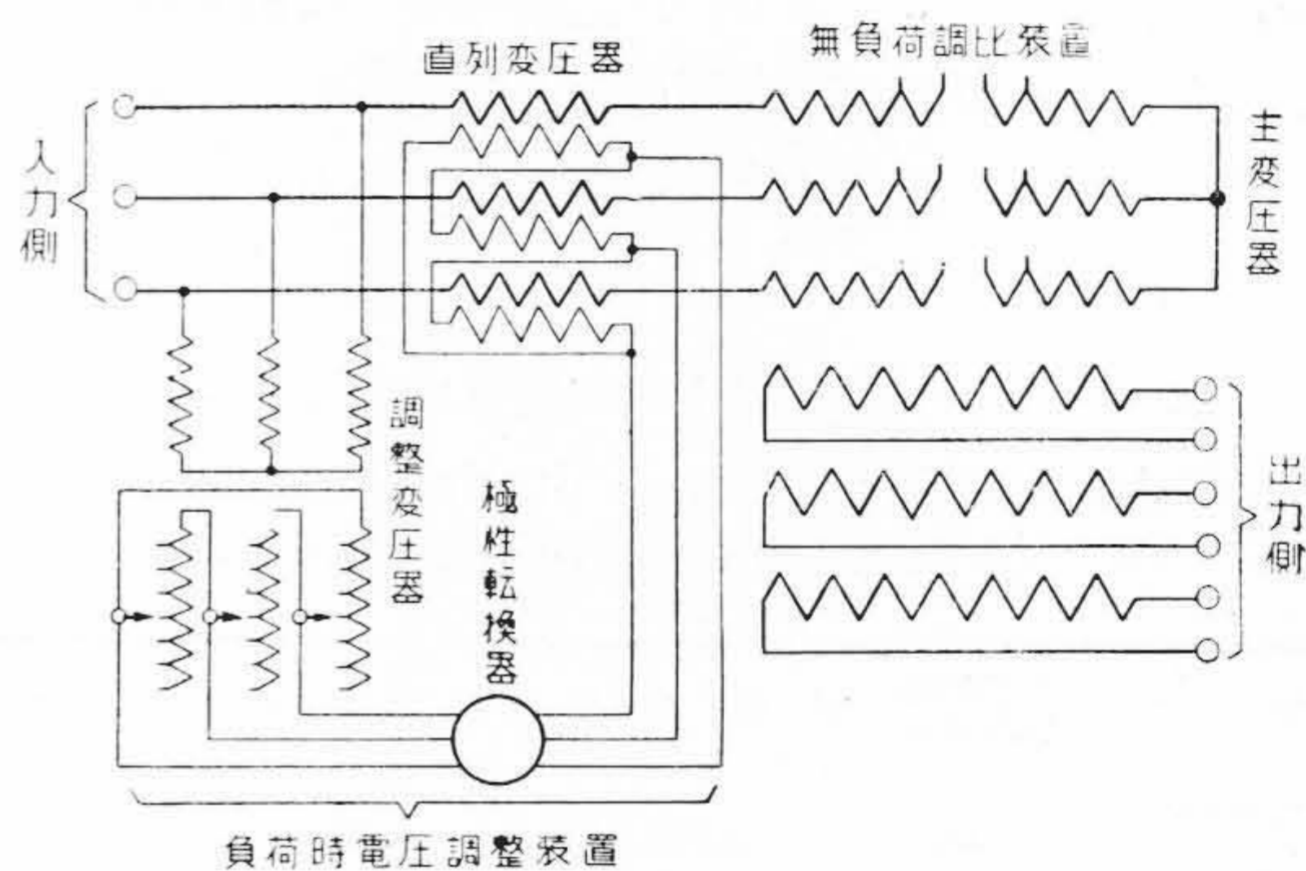 直列変圧器
無負荷調比装置
入力側
主変圧器
調整変圧器
極性転換器
出力側
負荷時電圧調整装置